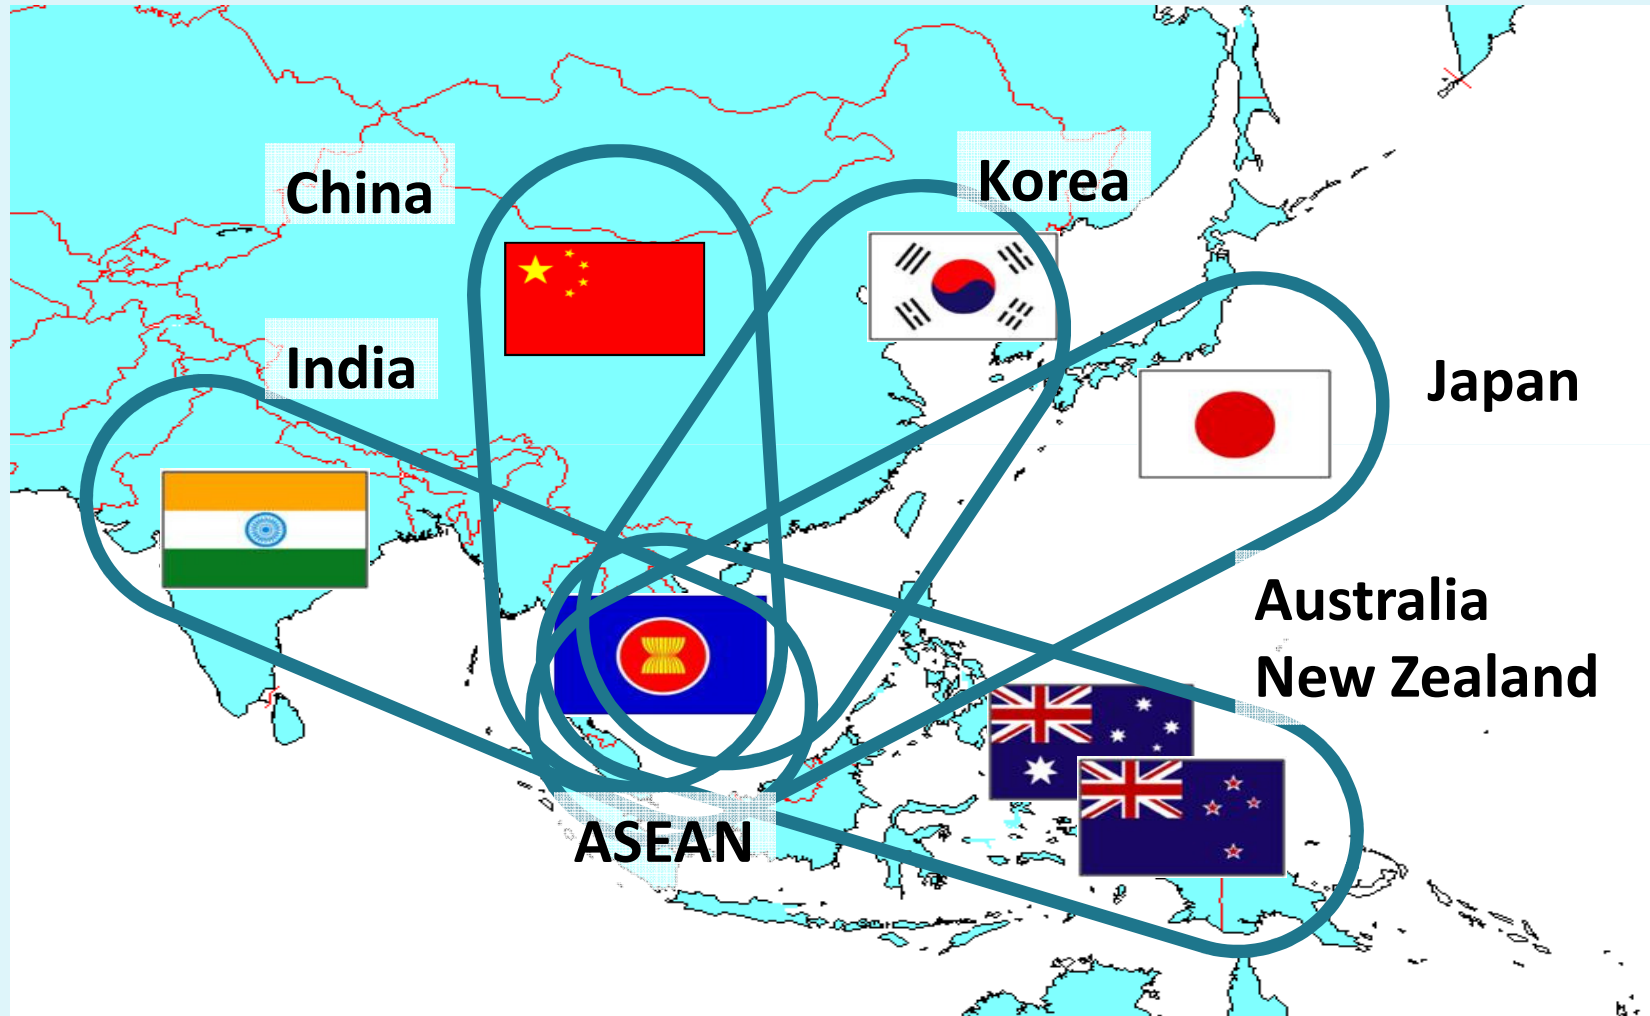 China
Korea
India
Japan
Australia
New Zealand
ASEAN